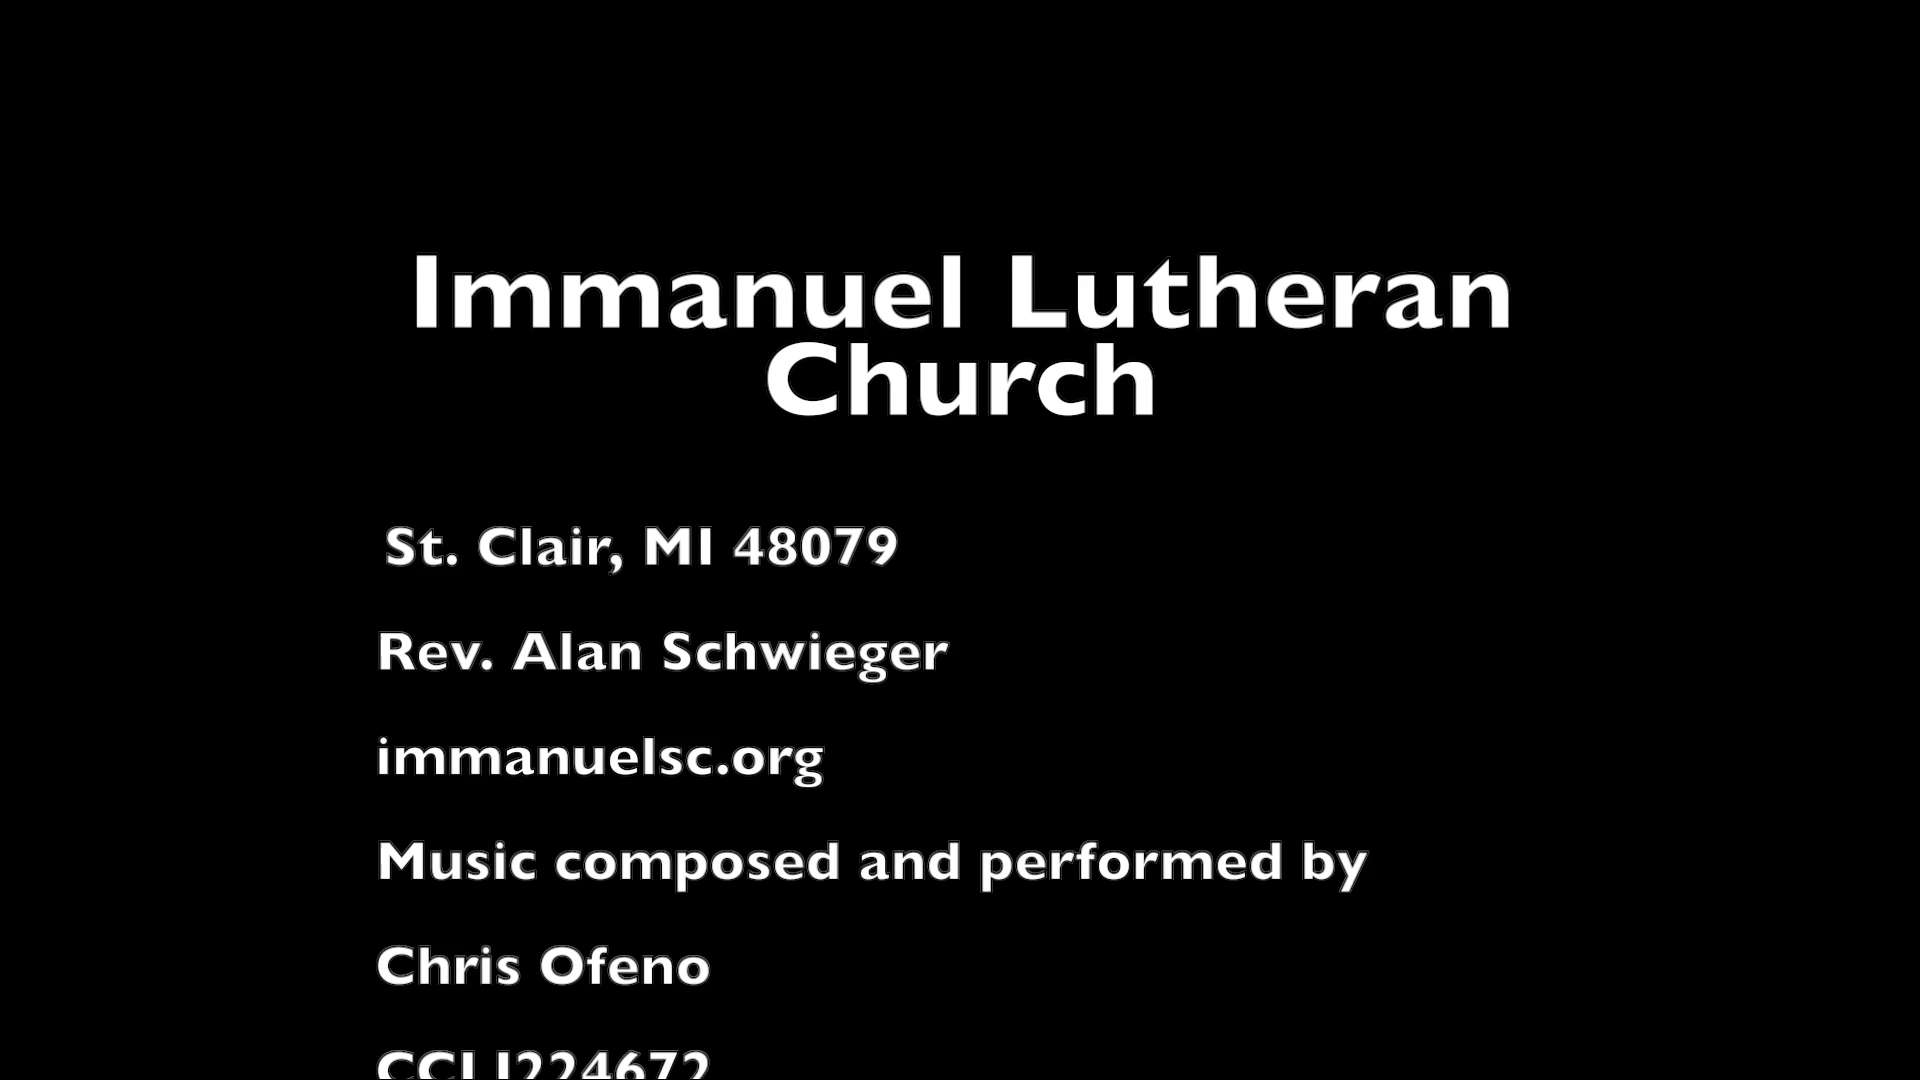 Immanuel Lutheran
Church
St. Clair, MI 48079
Rev. Alan Schwieger
immanuelsc.org
Music composed and performed by
Chris Ofeno